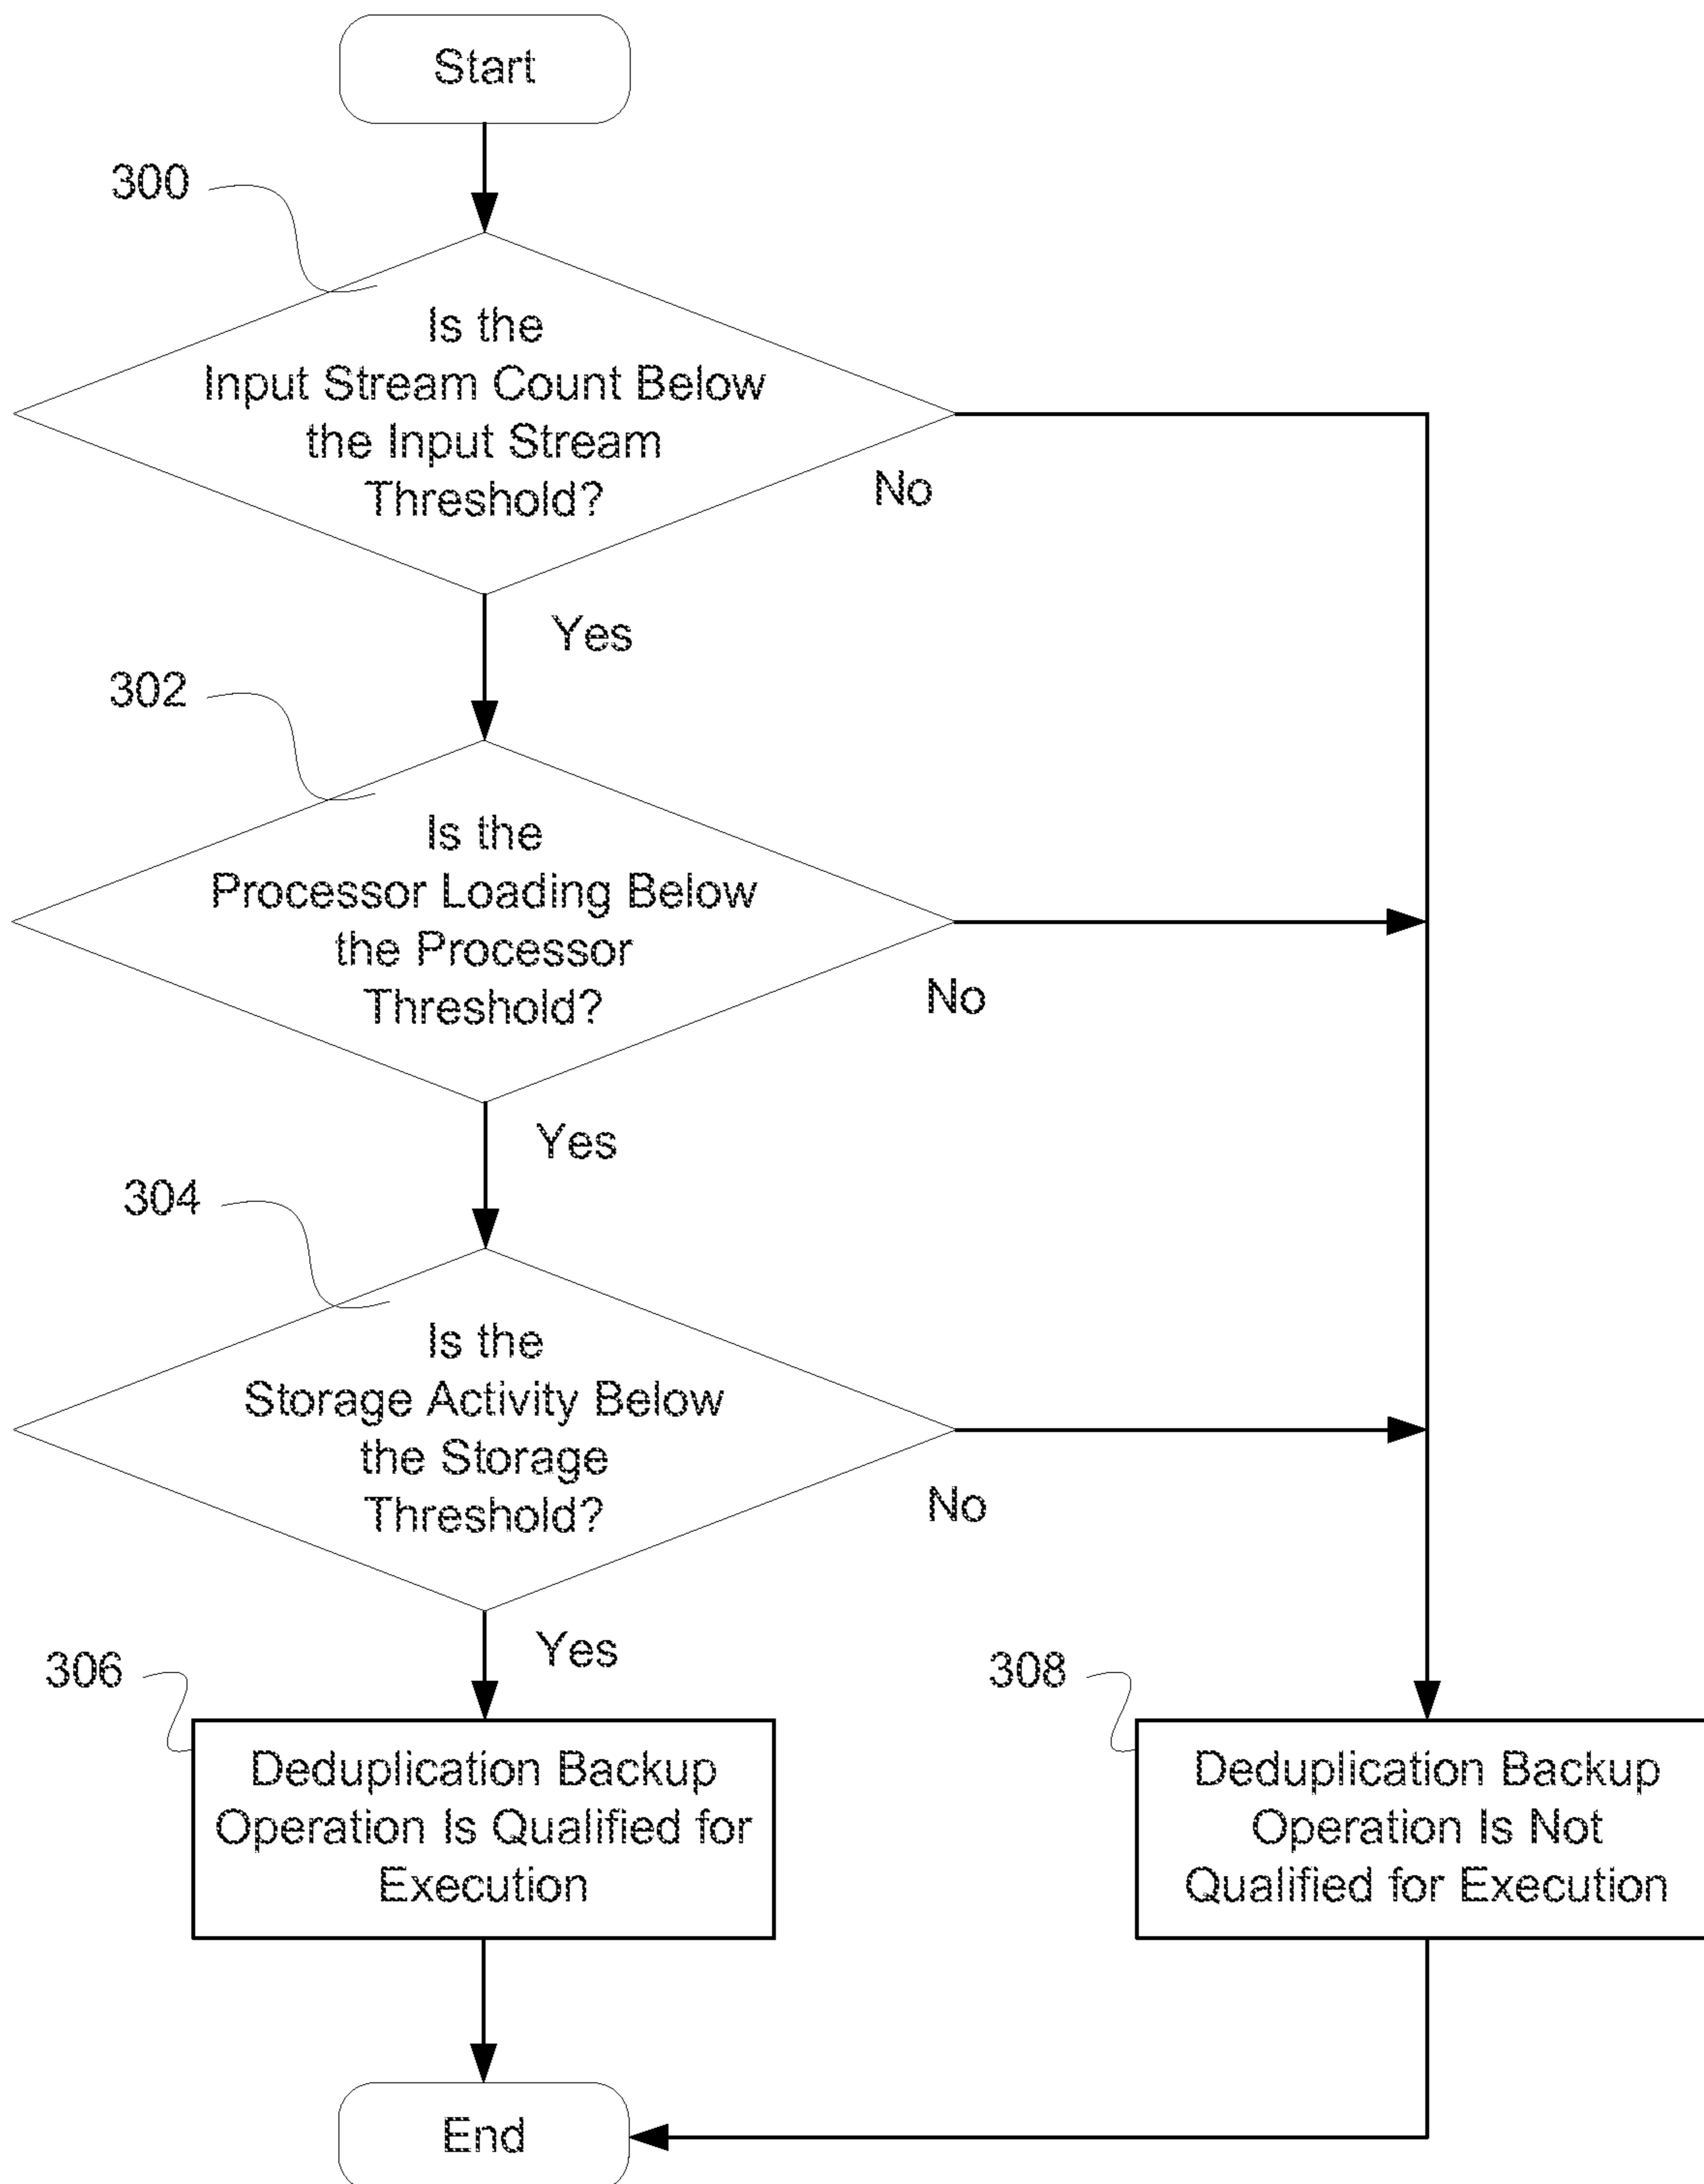 Start
300
Is the
Input Stream Count Below
the Input Stream
Threshold?
No
Yes
302
Is the
Processor Loading Below
the Processor
Threshold?
No
Yes
304
Is the
Storage Activity Below
the Storage
Threshold?
No
Yes
306
Deduplication Backup
Operation Is Qualified for
Execution
308
Deduplication Backup
Operation Is Not
Qualified for Execution
End